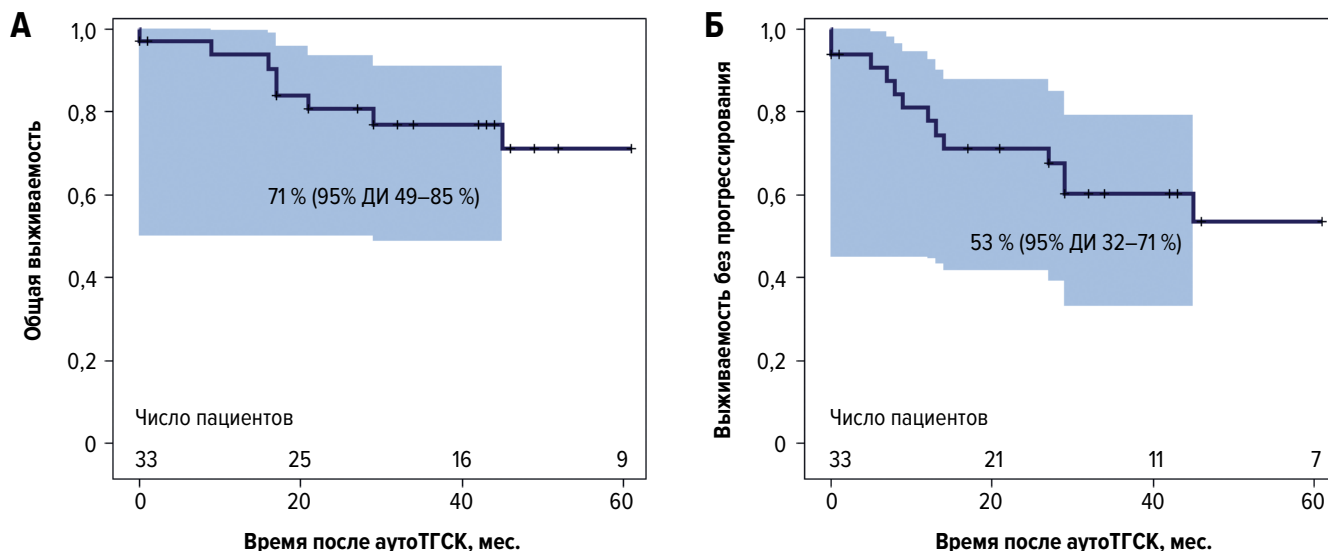 А
Общая выживаемость
1,0
0,8
0,6
0,4
0,2
0
71 % (95% ДИ 49–85 %)
Число пациентов
33 25 16 9
0 20 40 60
Время после аутоТГСК, мес.
Б
Выживаемость без прогрессирования
1,0
0,8
0,6
0,4
0,2
0
53 % (95% ДИ 32–71 %)
Число пациентов
33 21 11 7
0 20 40 60
Время после аутоТГСК, мес.